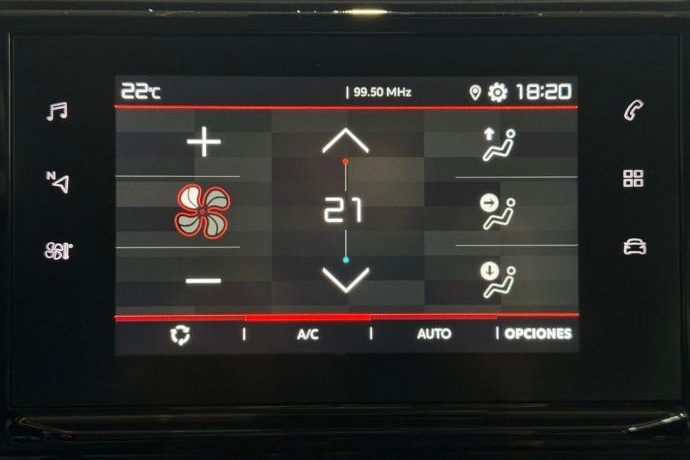 22°C | 99.50 MHz 18:20
N
21
A/C | AUTO | OPCIONES